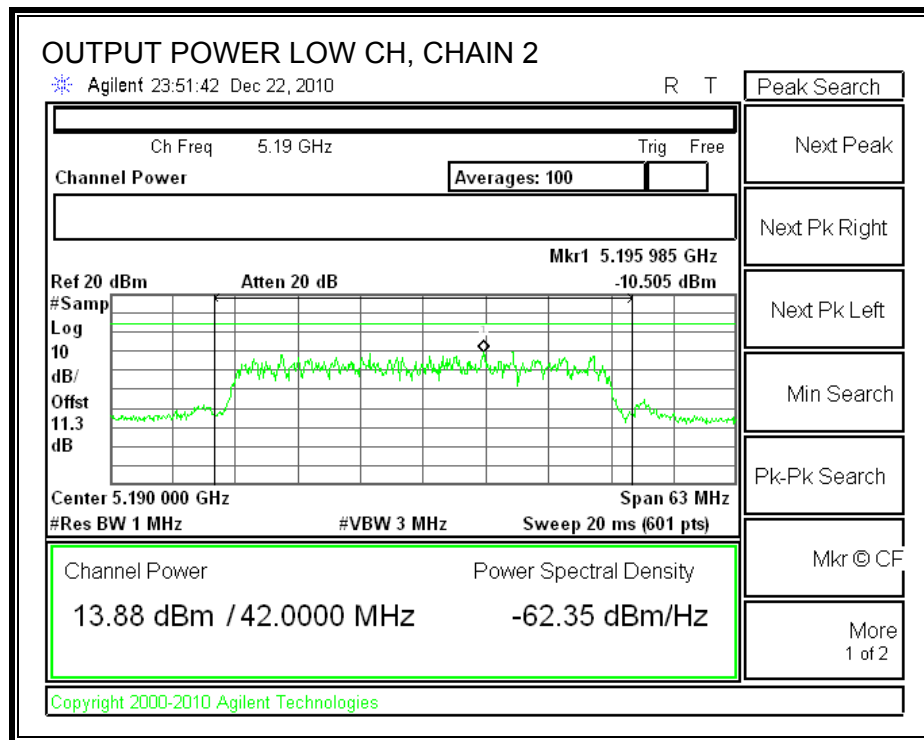 OUTPUT POWER LOW CH, CHAIN 2
Agilent 23:51:42 Dec 22, 2010 R T
Peak Search
Ch Freq 5.19 GHz Trig Free
Channel Power Averages: 100
Mkr1 5.195 985 GHz
Ref 20 dBm Atten 20 dB -10.505 dBm
#Samp
Log
10
dB/
Offst
11.3
dB
1
Center 5.190 000 GHz Span 63 MHz
#Res BW 1 MHz #VBW 3 MHz Sweep 20 ms (601 pts)
Channel Power Power Spectral Density
13.88 dBm / 42.0000 MHz -62.35 dBm/Hz
Copyright 2000-2010 Agilent Technologies
Next Peak
Next Pk Right
Next Pk Left
Min Search
Pk-Pk Search
Mkr © CF
More
1 of 2